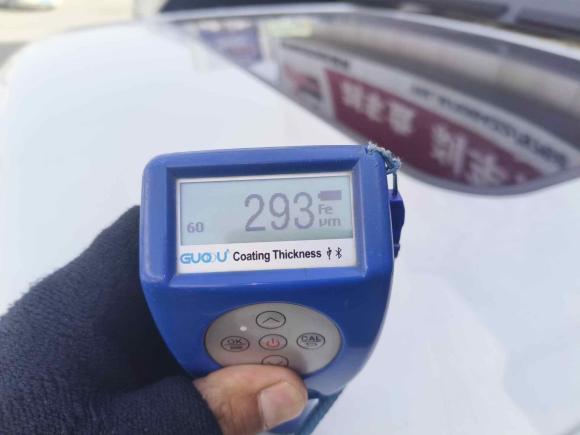 293
Fe
µm
60
GUOOU Coating Thickness
OK
CAL